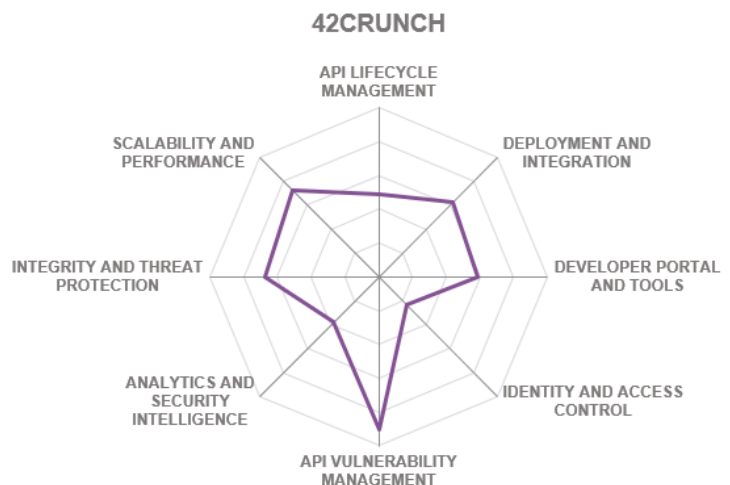 42CRUNCH
API LIFECYCLE
MANAGEMENT
SCALABILITY AND
PERFORMANCE
DEPLOYMENT AND
INTEGRATION
INTEGRITY AND THREAT
PROTECTION
DEVELOPER PORTAL
AND TOOLS
ANALYTICS AND
SECURITY
INTELLIGENCE
IDENTITY AND ACCESS
CONTROL
API VULNERABILITY
MANAGEMENT